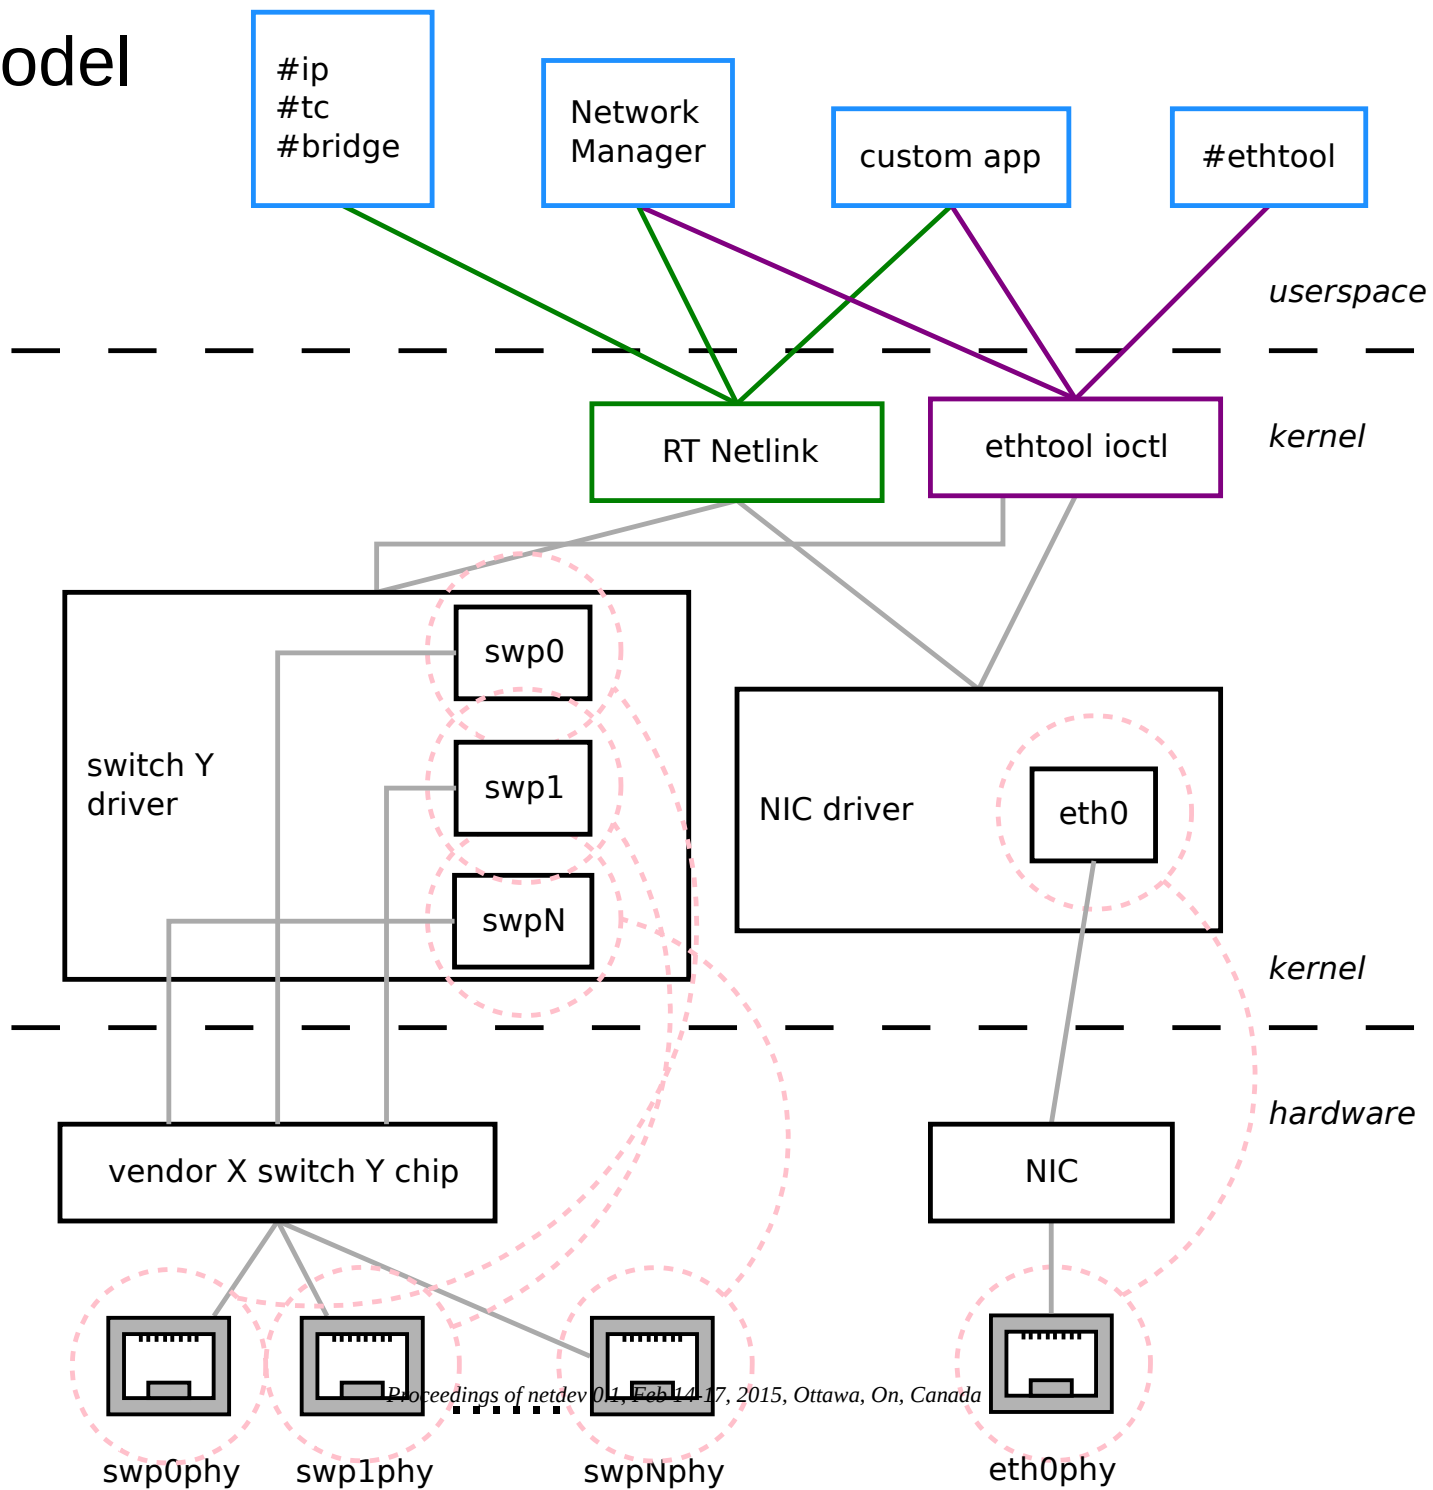 odel
#ip
#tc
#bridge
Network
Manager
custom app
#ethtool
userspace
RT Netlink
ethtool ioctl
kernel
swp0
switch Y
driver
swp1
NIC driver
eth0
swpN
kernel
hardware
vendor X switch Y chip
NIC
Proceedings of netdev 0.1, Feb 14-17, 2015, Ottawa, On, Canada
swp0phy
swp1phy
swpNphy
eth0phy